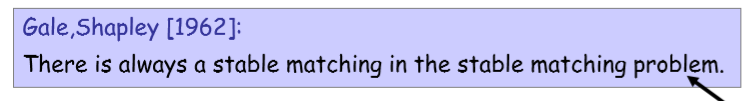 Gale,Shapley [1962]:
There is always a stable matching in the stable matching problem.